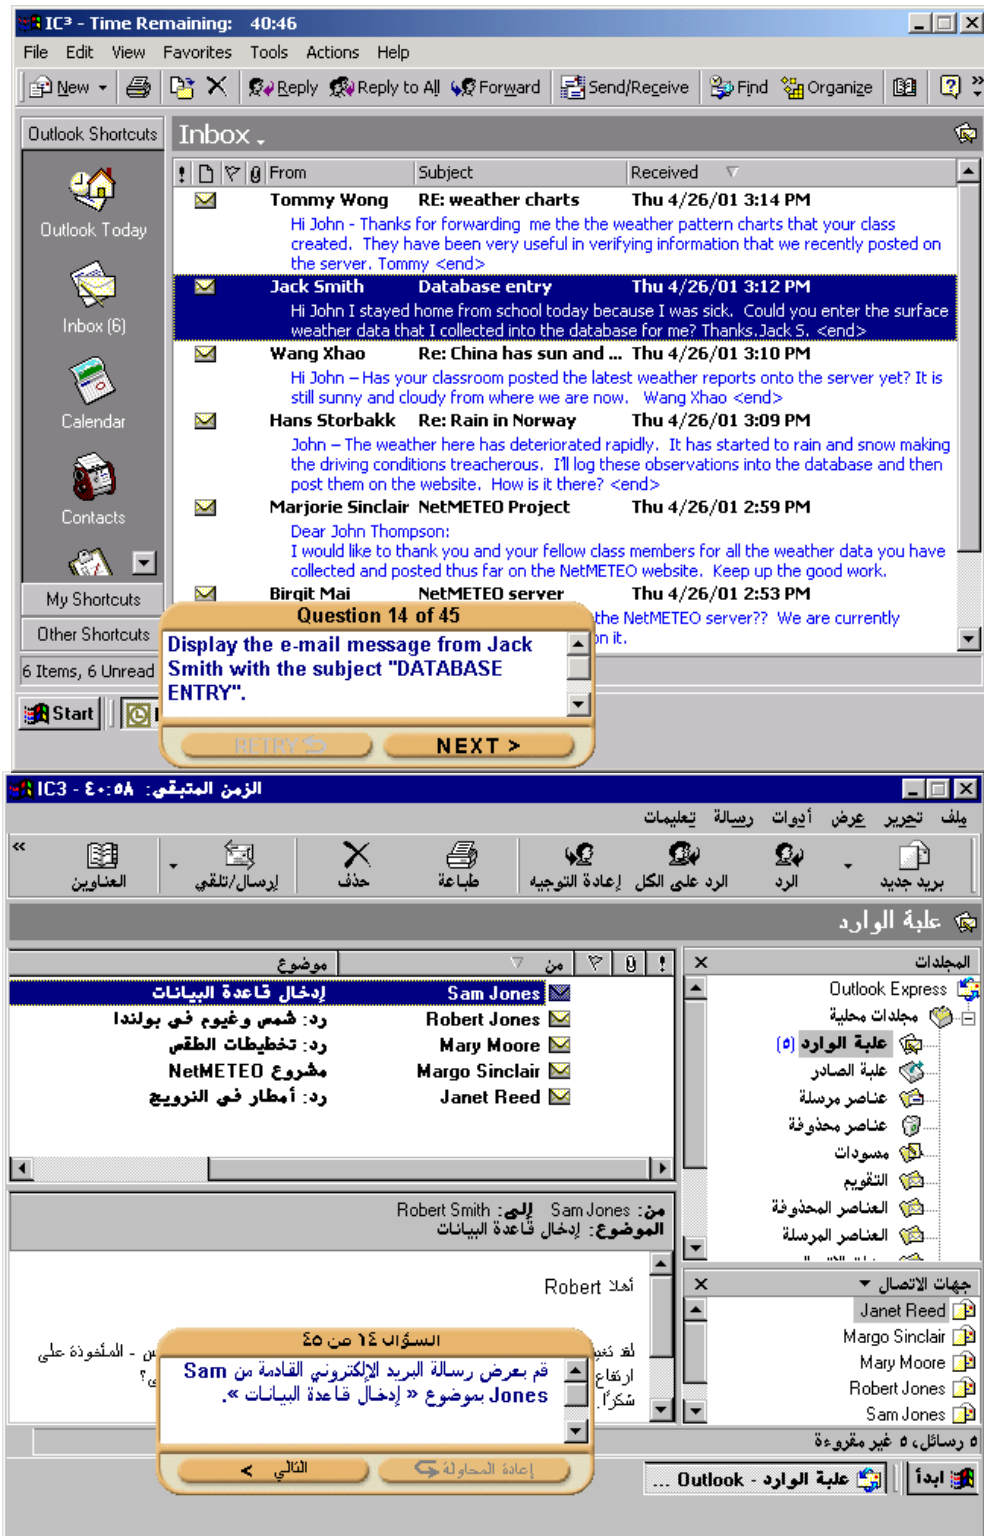 IC³ - Time Remaining: 40:46
File Edit View Favorites Tools Actions Help
New Reply Reply to All Forward Send/Receive Find Organize
Outlook Shortcuts
Inbox
From Subject Received
Tommy Wong RE: weather charts Thu 4/26/01 3:14 PM
Hi John - Thanks for forwarding me the the weather pattern charts that your class
created. They have been very useful in verifying information that we recently posted on
the server. Tommy <end>
Jack Smith Database entry Thu 4/26/01 3:12 PM
Hi John I stayed home from school today because I was sick. Could you enter the surface
weather data that I collected into the database for me? Thanks.Jack S. <end>
Wang Xhao Re: China has sun and ... Thu 4/26/01 3:10 PM
Hi John – Has your classroom posted the latest weather reports onto the server yet? It is
still sunny and cloudy from where we are now. Wang Xhao <end>
Hans Storbakk Re: Rain in Norway Thu 4/26/01 3:09 PM
John – The weather here has deteriorated rapidly. It has started to rain and snow making
the driving conditions treacherous. I'll log these observations into the database and then
post them on the website. How is it there? <end>
Marjorie Sinclair NetMETEO Project Thu 4/26/01 2:59 PM
Dear John Thompson:
I would like to thank you and your fellow class members for all the weather data you have
collected and posted thus far on the NetMETEO website. Keep up the good work.
Birgit Mai NetMETEO server Thu 4/26/01 2:53 PM
the NetMETEO server?? We are currently
on it.
Outlook Today
Inbox (6)
Calendar
Contacts
My Shortcuts
Other Shortcuts
6 Items, 6 Unread
Start
Question 14 of 45
Display the e-mail message from Jack
Smith with the subject "DATABASE
ENTRY".
RETRY NEXT >
IC3 - الزمن المتبقي: ٤٠:٥٨
ملف تحرير عرض أدوات رسالة تعليمات
بريد جديد الرد الرد على الكل إعادة التوجيه طباعة حذف إرسال/تلقي العناوين
علبة الوارد
المجلدات
Outlook Express
مجلدات محلية
علبة الوارد (٥)
علبة الصادر
عناصر مرسلة
عناصر محذوفة
مسودات
التقويم
العناصر المحذوفة
العناصر المرسلة
من موضوع
Sam Jones إدخال قاعدة البيانات
Robert Jones رد: شمس وغيوم في بولندا
Mary Moore رد: تخطيطات الطقس
Margo Sinclair مشروع NetMETEO
Janet Reed رد: أمطار في النرويج
من: Sam Jones إلى: Robert Smith
الموضوع: إدخال قاعدة البيانات
أهلا Robert
لقد س - المأخوذة على
ارتفاع
شكرًا.
جهات الاتصال
Janet Reed
Margo Sinclair
Mary Moore
Robert Jones
Sam Jones
السؤال ١٤ من ٤٥
قم بعرض رسالة البريد الإلكتروني القادمة من Sam
Jones بموضوع « إدخال قاعدة البيانات ».
إعادة المحاولة التالي >
٥ رسائل، ٥ غير مقروءة
ابدأ علبة الوارد - Outlook ...